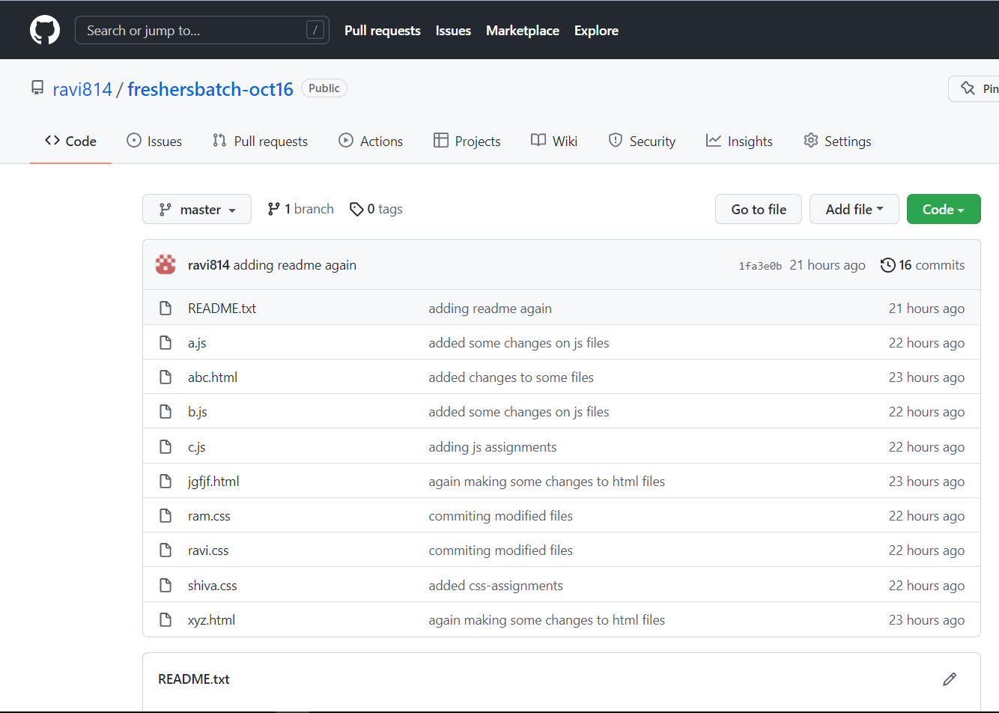 Search or jump to... / Pull requests Issues Marketplace Explore
ravi814 / freshersbatch-oct16 Public
Code Issues Pull requests Actions Projects Wiki Security Insights Settings
master 1 branch 0 tags Go to file Add file Code
ravi814 adding readme again 1fa3e0b 21 hours ago 16 commits
README.txt adding readme again 21 hours ago
a.js added some changes on js files 22 hours ago
abc.html added changes to some files 23 hours ago
b.js added some changes on js files 22 hours ago
c.js adding js assignments 22 hours ago
jgfjf.html again making some changes to html files 23 hours ago
ram.css commiting modified files 22 hours ago
ravi.css commiting modified files 22 hours ago
shiva.css added css-assignments 22 hours ago
xyz.html again making some changes to html files 23 hours ago
README.txt